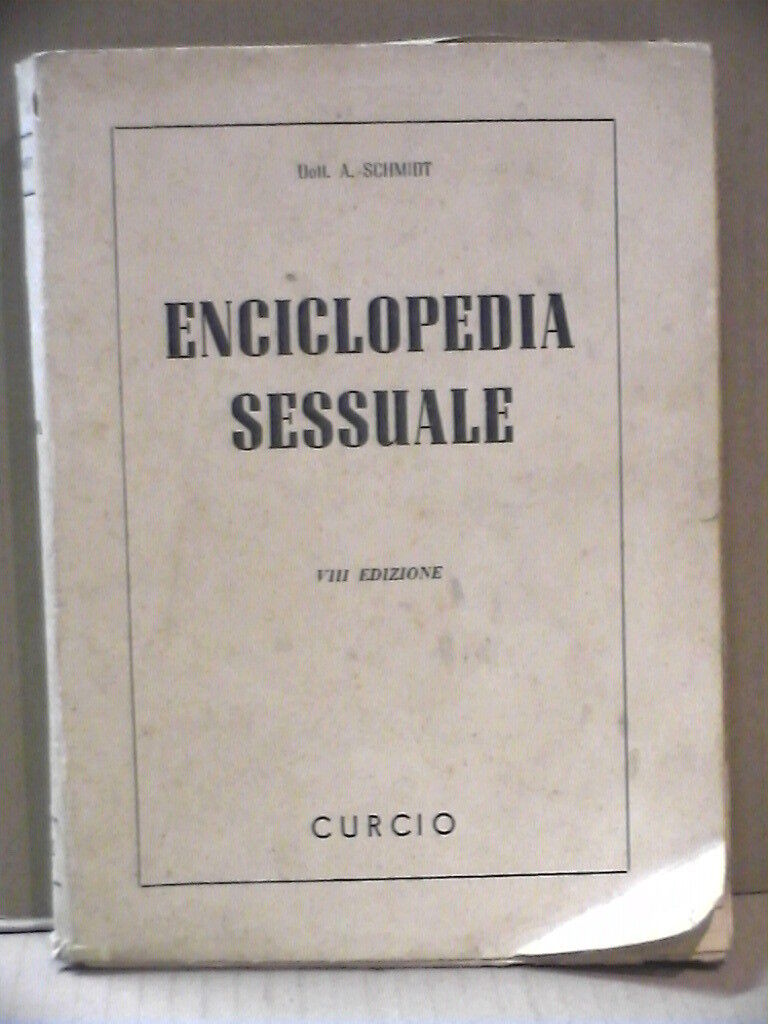 Dott. A. SCHMIDT
ENCICLOPEDIA
SESSUALE
VIII EDIZIONE
CURCIO